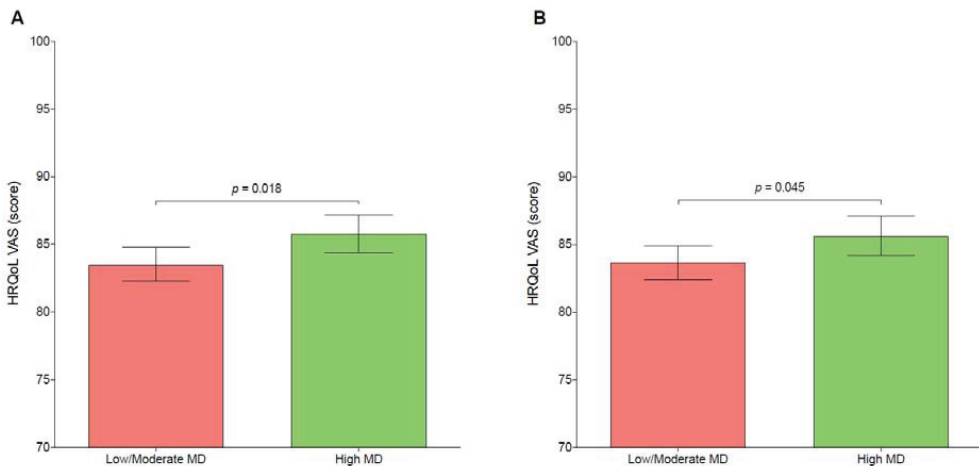 A
HRQoL VAS (score)
100
95
90
85
80
75
70
p = 0.018
Low/Moderate MD
High MD
B
HRQoL VAS (score)
100
95
90
85
80
75
70
p = 0.045
Low/Moderate MD
High MD